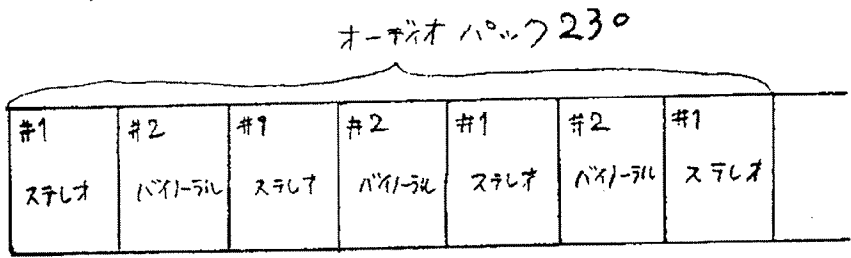 オーディオ パック 230
#1 #2 #1 #2 #1 #2 #1
ステレオ バイノーラル ステレオ バイノーラル ステレオ バイノーラル ステレオ